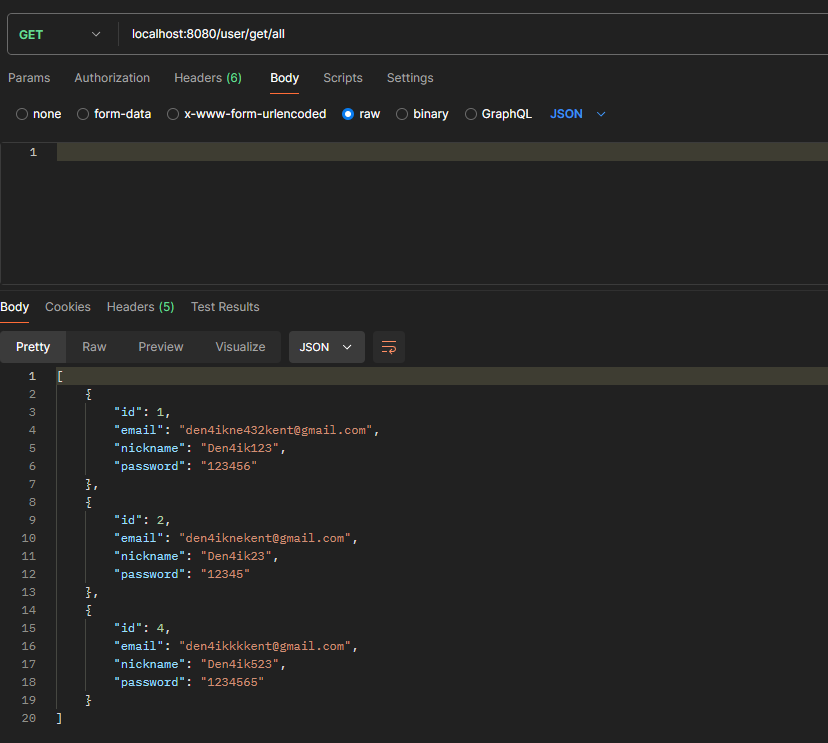 GET localhost:8080/user/get/all
Params Authorization Headers (6) Body Scripts Settings
none form-data x-www-form-urlencoded raw binary GraphQL JSON
1
Body Cookies Headers (5) Test Results
Pretty Raw Preview Visualize JSON
1 [
2     {
3         "id": 1,
4         "email": "den4ikne432kent@gmail.com",
5         "nickname": "Den4ik123",
6         "password": "123456"
7     },
8     {
9         "id": 2,
10         "email": "den4iknekent@gmail.com",
11         "nickname": "Den4ik23",
12         "password": "12345"
13     },
14     {
15         "id": 4,
16         "email": "den4ikkkkent@gmail.com",
17         "nickname": "Den4ik523",
18         "password": "1234565"
19     }
20 ]